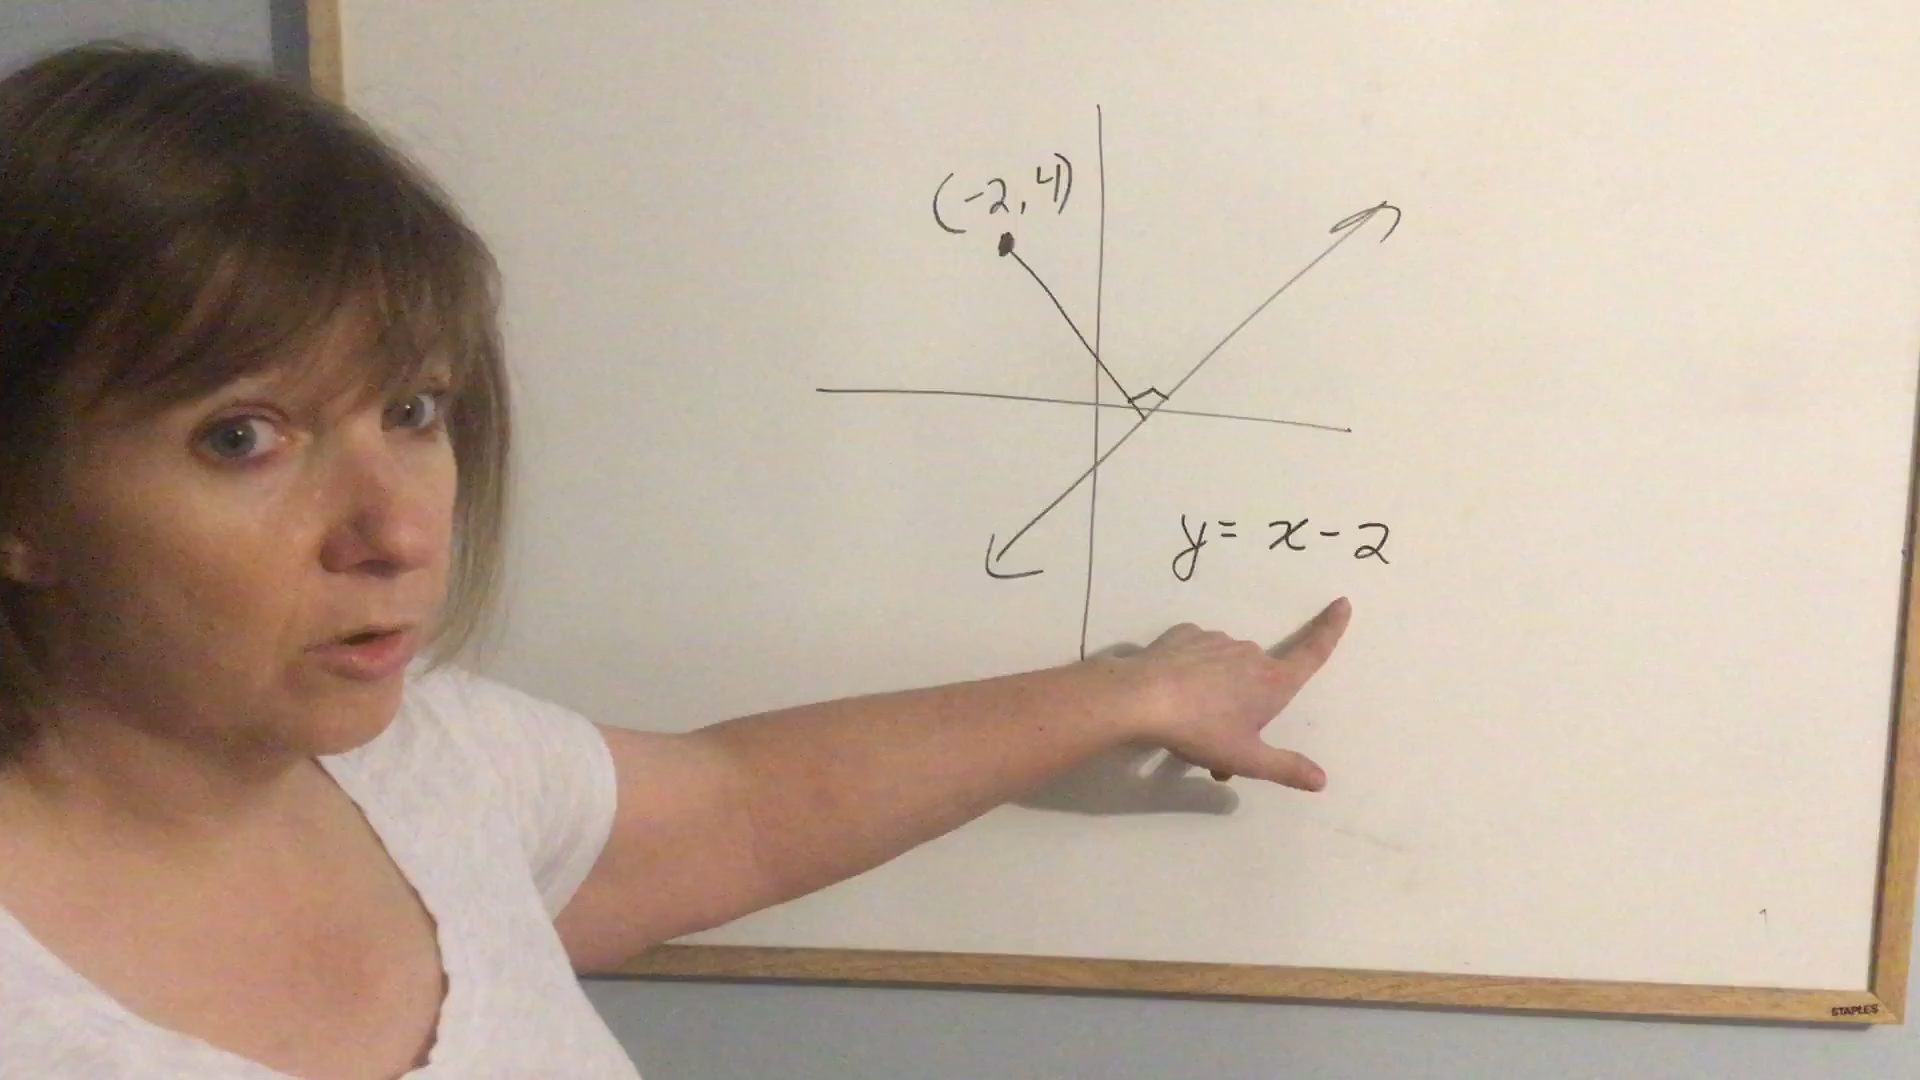 (-2, 4)
y = x - 2
STAPLES